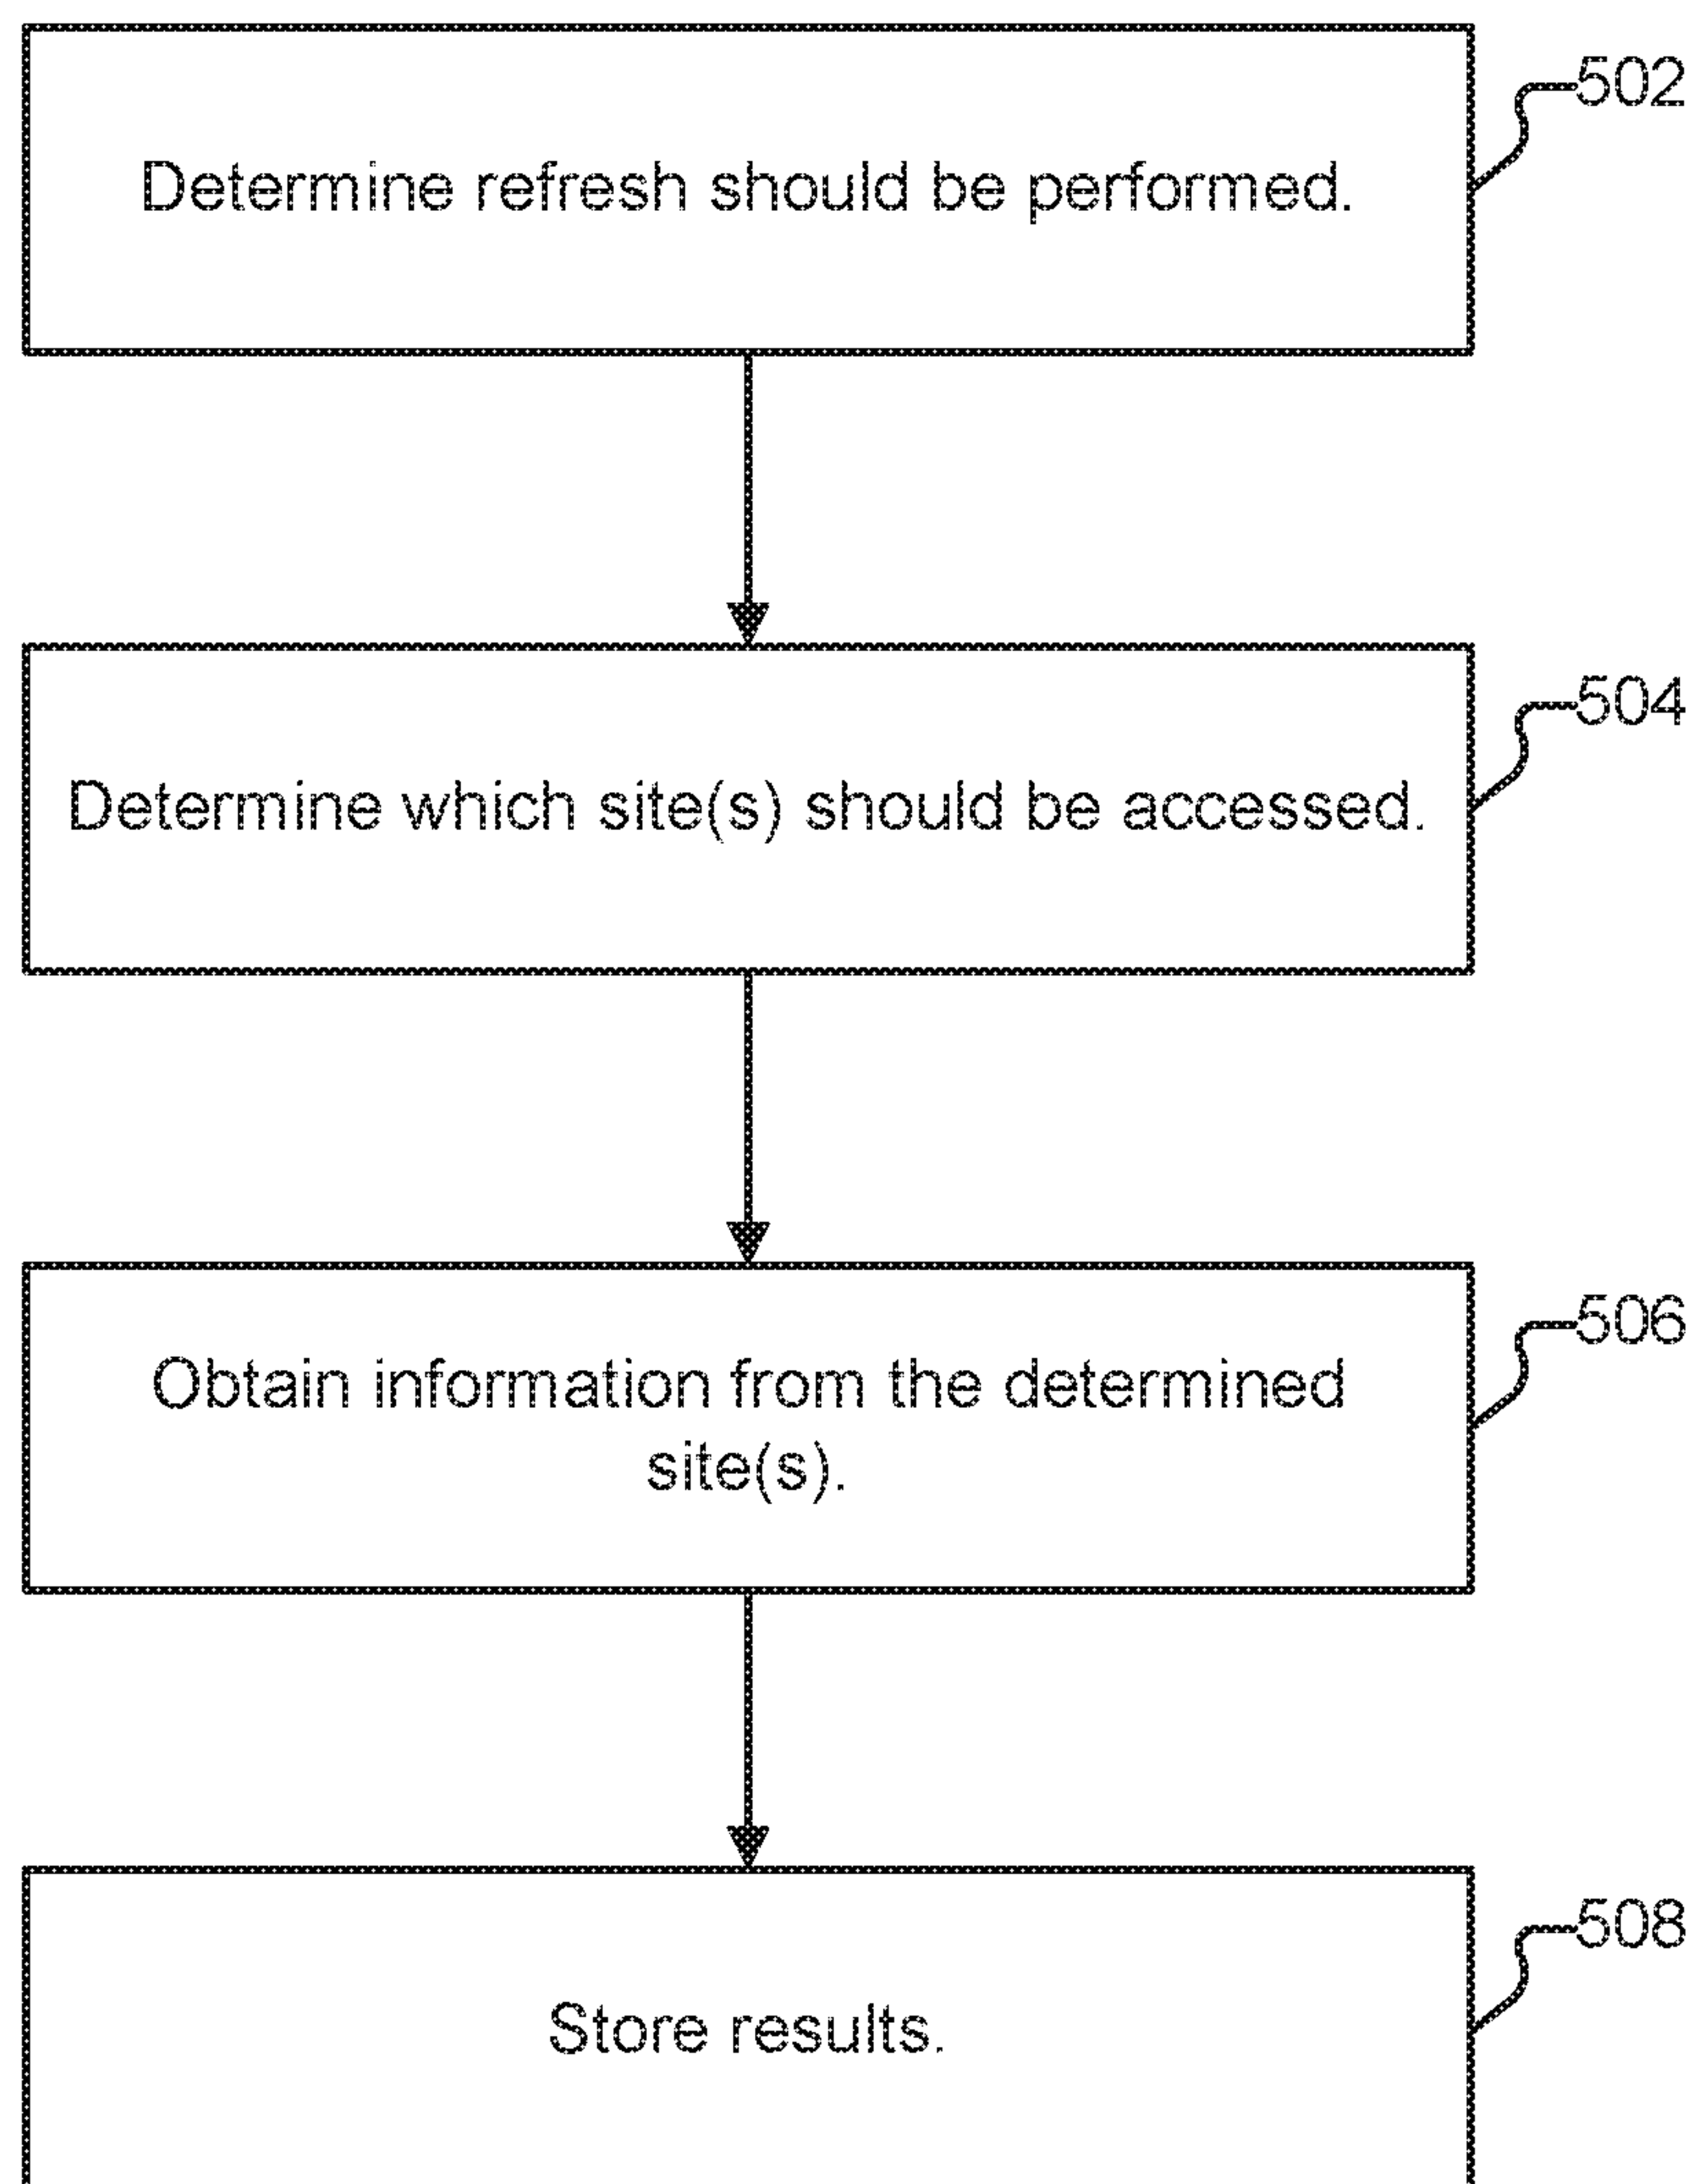 502
Determine refresh should be performed.
504
Determine which site(s) should be accessed.
506
Obtain information from the determined
site(s).
508
Store results.